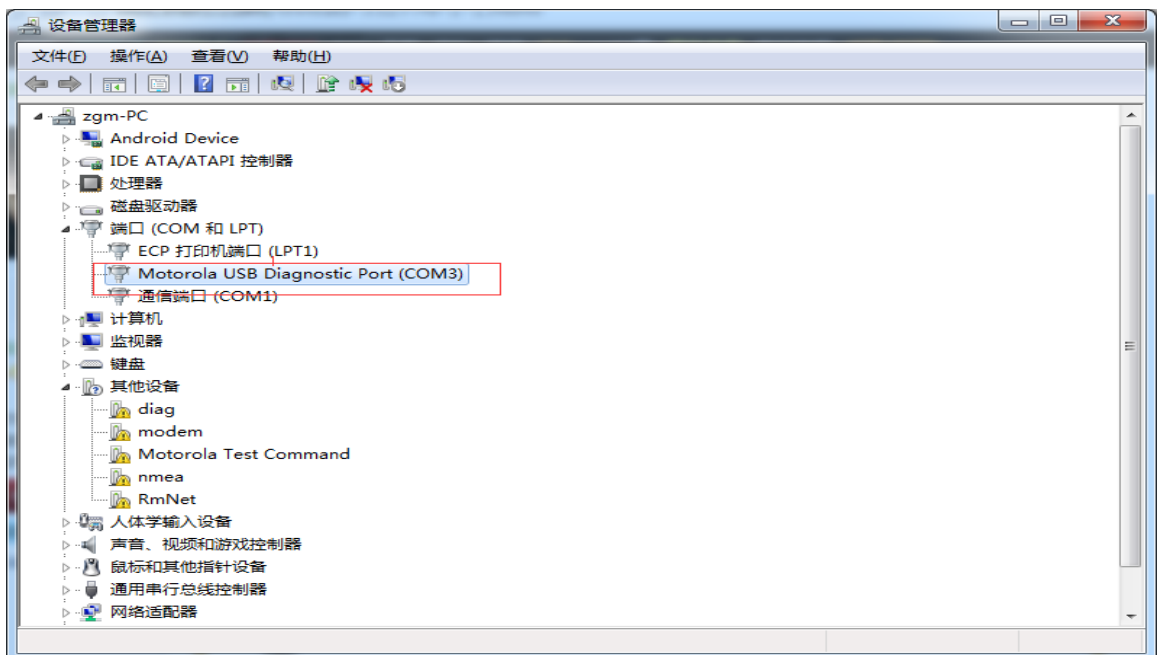 设备管理器
文件(F) 操作(A) 查看(V) 帮助(H)
zgm-PC
Android Device
IDE ATA/ATAPI 控制器
处理器
磁盘驱动器
端口 (COM 和 LPT)
ECP 打印机端口 (LPT1)
Motorola USB Diagnostic Port (COM3)
通信端口 (COM1)
计算机
监视器
键盘
其他设备
diag
modem
Motorola Test Command
nmea
RmNet
人体学输入设备
声音、视频和游戏控制器
鼠标和其他指针设备
通用串行总线控制器
网络适配器